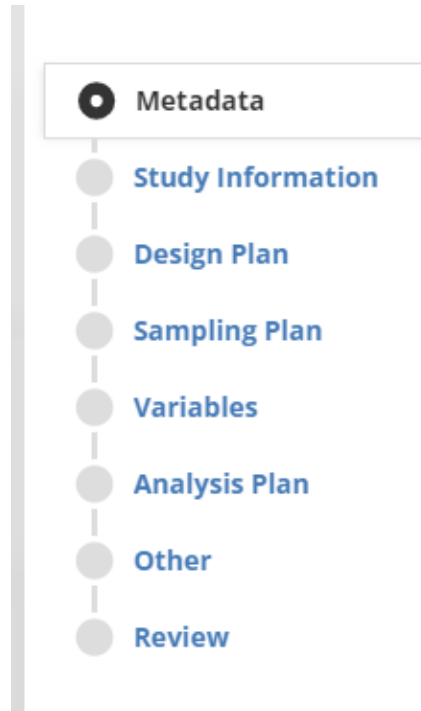 Metadata
Study Information
Design Plan
Sampling Plan
Variables
Analysis Plan
Other
Review